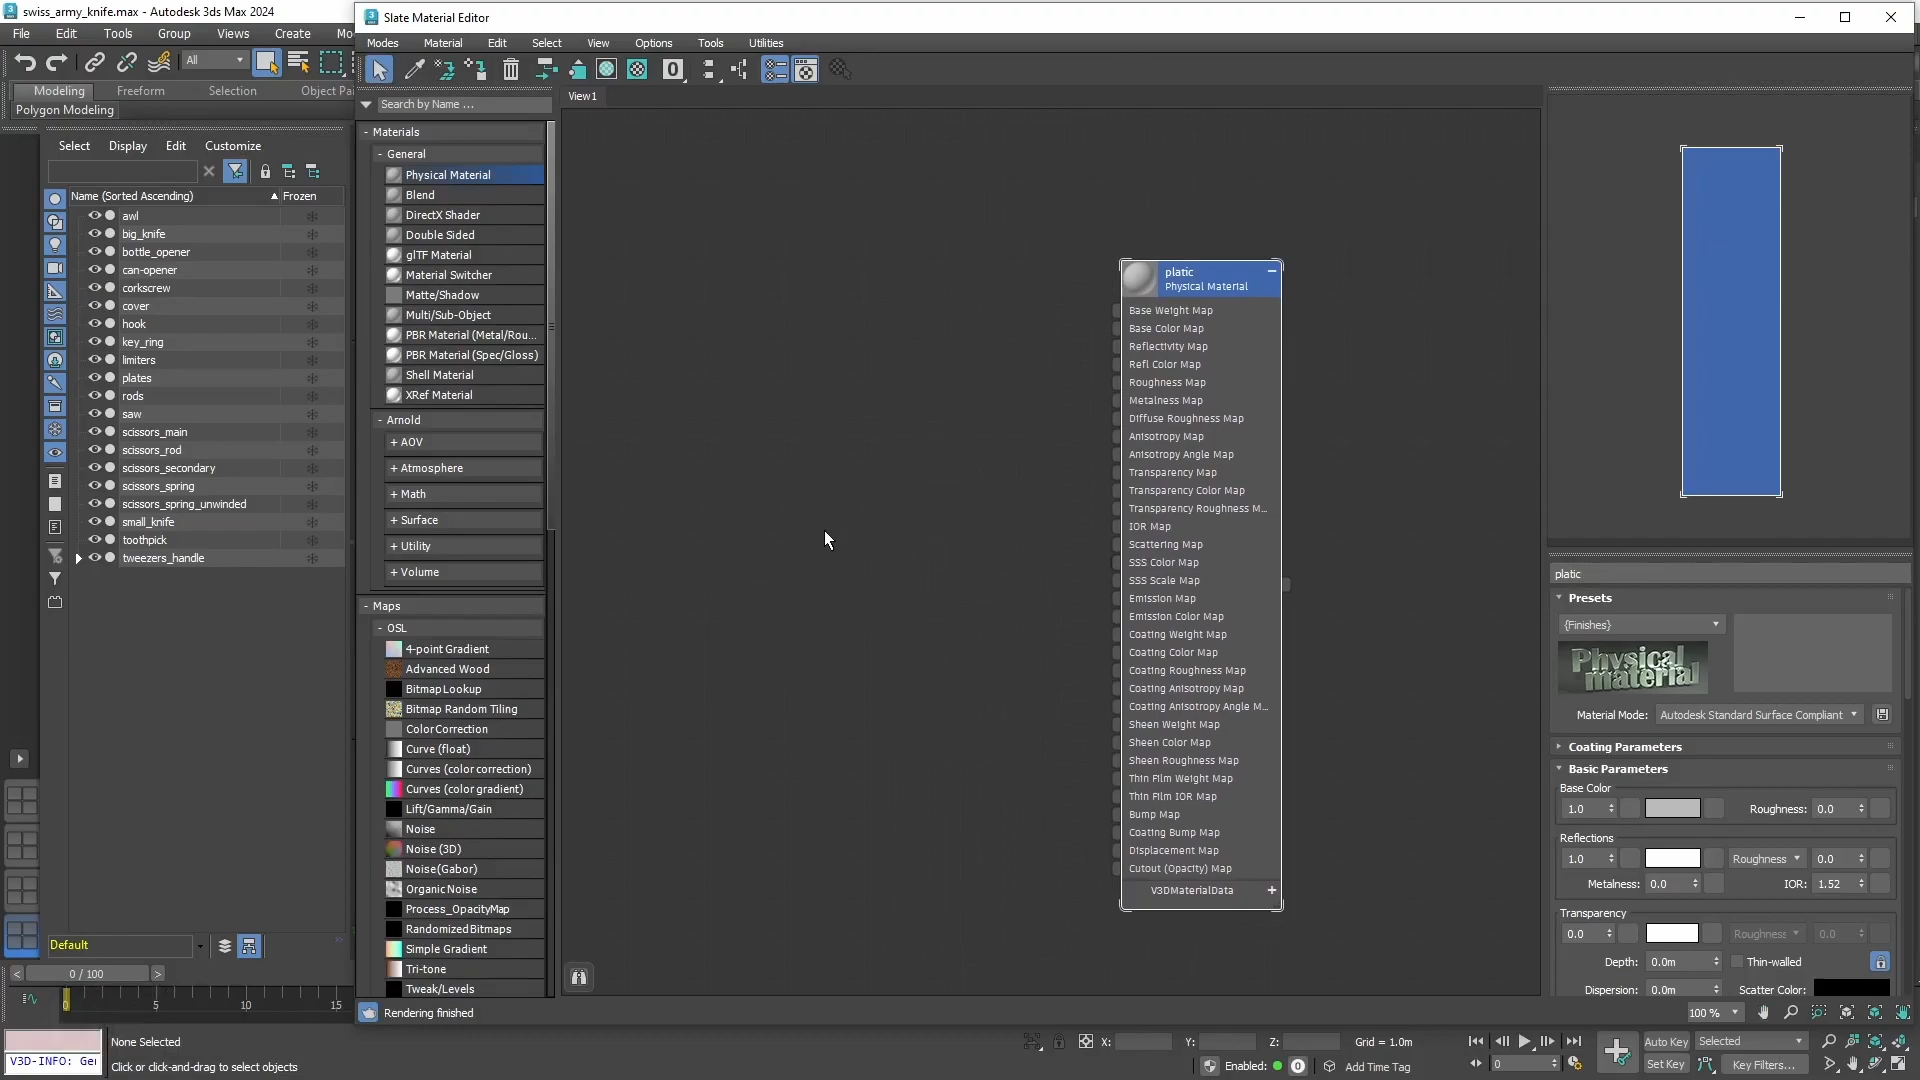 swiss_army_knife.max - Autodesk 3ds Max 2024
File Edit Tools Group Views Create Mo
All
Modeling Freeform Selection Object Pa
Polygon Modeling
Select Display Edit Customize
Name (Sorted Ascending) Frozen
awl
big_knife
bottle_opener
can-opener
corkscrew
cover
hook
key_ring
limiters
plates
rods
saw
scissors_main
scissors_rod
scissors_secondary
scissors_spring
scissors_spring_unwinded
small_knife
toothpick
tweezers_handle
Default
0 / 100
0 5 10 15
Slate Material Editor
Modes Material Edit Select View Options Tools Utilities
Search by Name ...
- Materials
- General
Physical Material
Blend
DirectX Shader
Double Sided
glTF Material
Material Switcher
Matte/Shadow
Multi/Sub-Object
PBR Material (Metal/Rou...
PBR Material (Spec/Gloss)
Shell Material
XRef Material
- Arnold
+ AOV
+ Atmosphere
+ Math
+ Surface
+ Utility
+ Volume
- Maps
- OSL
4-point Gradient
Advanced Wood
Bitmap Lookup
Bitmap Random Tiling
Color Correction
Curve (float)
Curves (color correction)
Curves (color gradient)
Lift/Gamma/Gain
Noise
Noise (3D)
Noise (Gabor)
Organic Noise
Process_OpacityMap
Randomized Bitmaps
Simple Gradient
Tri-tone
Tweak/Levels
Rendering finished
View1
platic
Physical Material
Base Weight Map
Base Color Map
Reflectivity Map
Refl Color Map
Roughness Map
Metalness Map
Diffuse Roughness Map
Anisotropy Map
Anisotropy Angle Map
Transparency Map
Transparency Color Map
Transparency Roughness M...
IOR Map
Scattering Map
SSS Color Map
SSS Scale Map
Emission Map
Emission Color Map
Coating Weight Map
Coating Color Map
Coating Roughness Map
Coating Anisotropy Map
Coating Anisotropy Angle M...
Sheen Weight Map
Sheen Color Map
Sheen Roughness Map
Thin Film Weight Map
Thin Film IOR Map
Bump Map
Coating Bump Map
Displacement Map
Cutout (Opacity) Map
V3DMaterialData +
platic
Presets
{Finishes}
Physical material
Material Mode: Autodesk Standard Surface Compliant
Coating Parameters
Basic Parameters
Base Color
1.0 Roughness: 0.0
Reflections
1.0 Roughness 0.0
Metalness: 0.0 IOR: 1.52
Transparency
0.0 Roughness 0.0
Depth: 0.0m Thin-walled
Dispersion: 0.0m Scatter Color:
100 %
None Selected
V3D-INFO: Ge
Click or click-and-drag to select objects
X: Y: Z: Grid = 1.0m
Enabled: 0 Add Time Tag
0
Auto Key Selected
Set Key Key Filters...